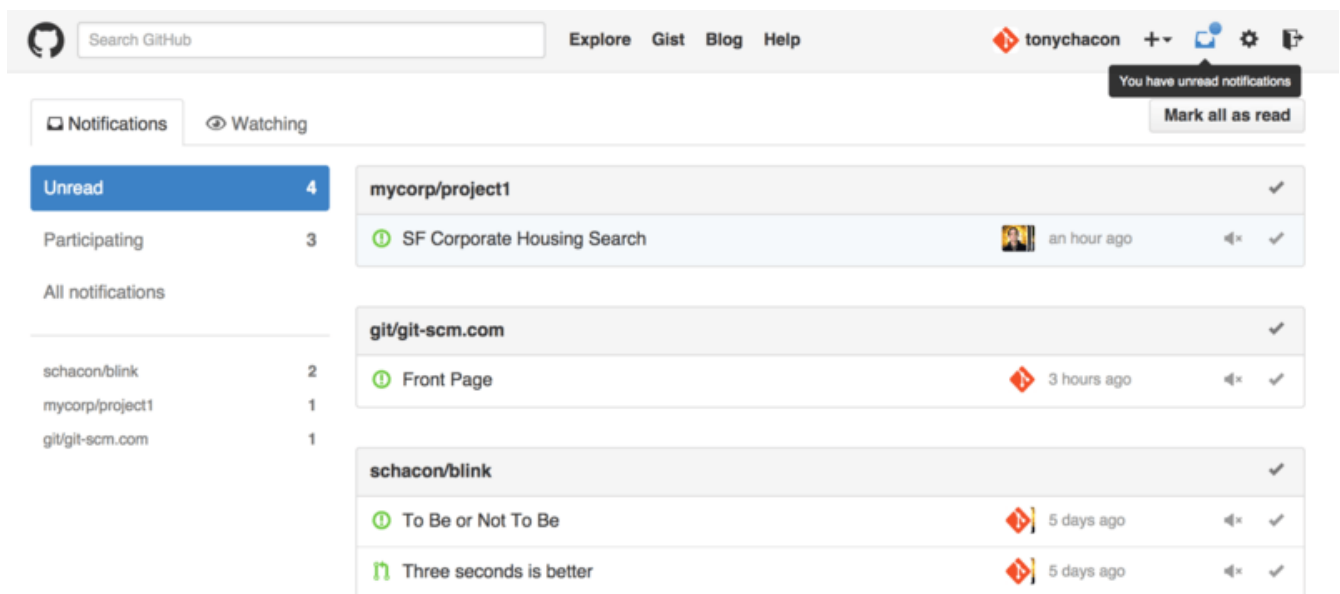 Search GitHub Explore Gist Blog Help tonychacon
You have unread notifications
Notifications Watching Mark all as read
Unread 4
Participating 3
All notifications
schacon/blink 2
mycorp/project1 1
git/git-scm.com 1
mycorp/project1
SF Corporate Housing Search an hour ago
git/git-scm.com
Front Page 3 hours ago
schacon/blink
To Be or Not To Be 5 days ago
Three seconds is better 5 days ago